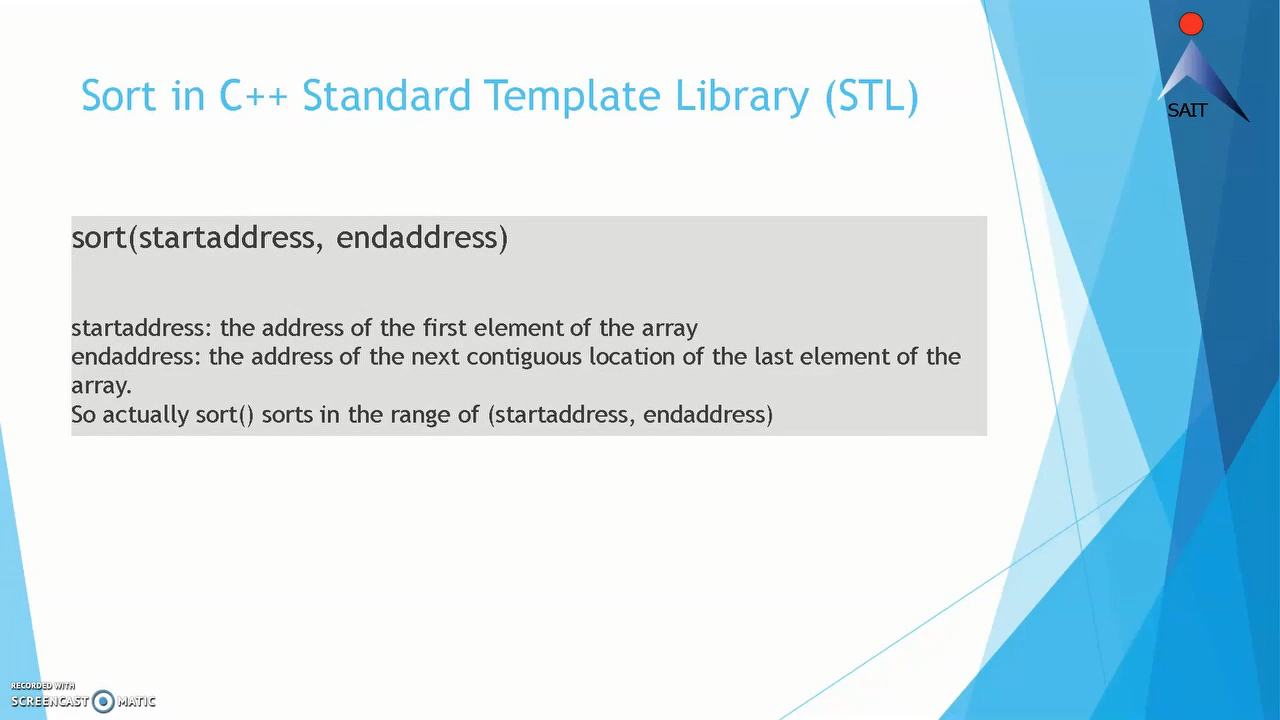 SAIT
Sort in C++ Standard Template Library (STL)
sort(startaddress, endaddress)
startaddress: the address of the first element of the array
endaddress: the address of the next contiguous location of the last element of the
array.
So actually sort() sorts in the range of (startaddress, endaddress)
RECORDED WITH
SCREENCAST MATIC